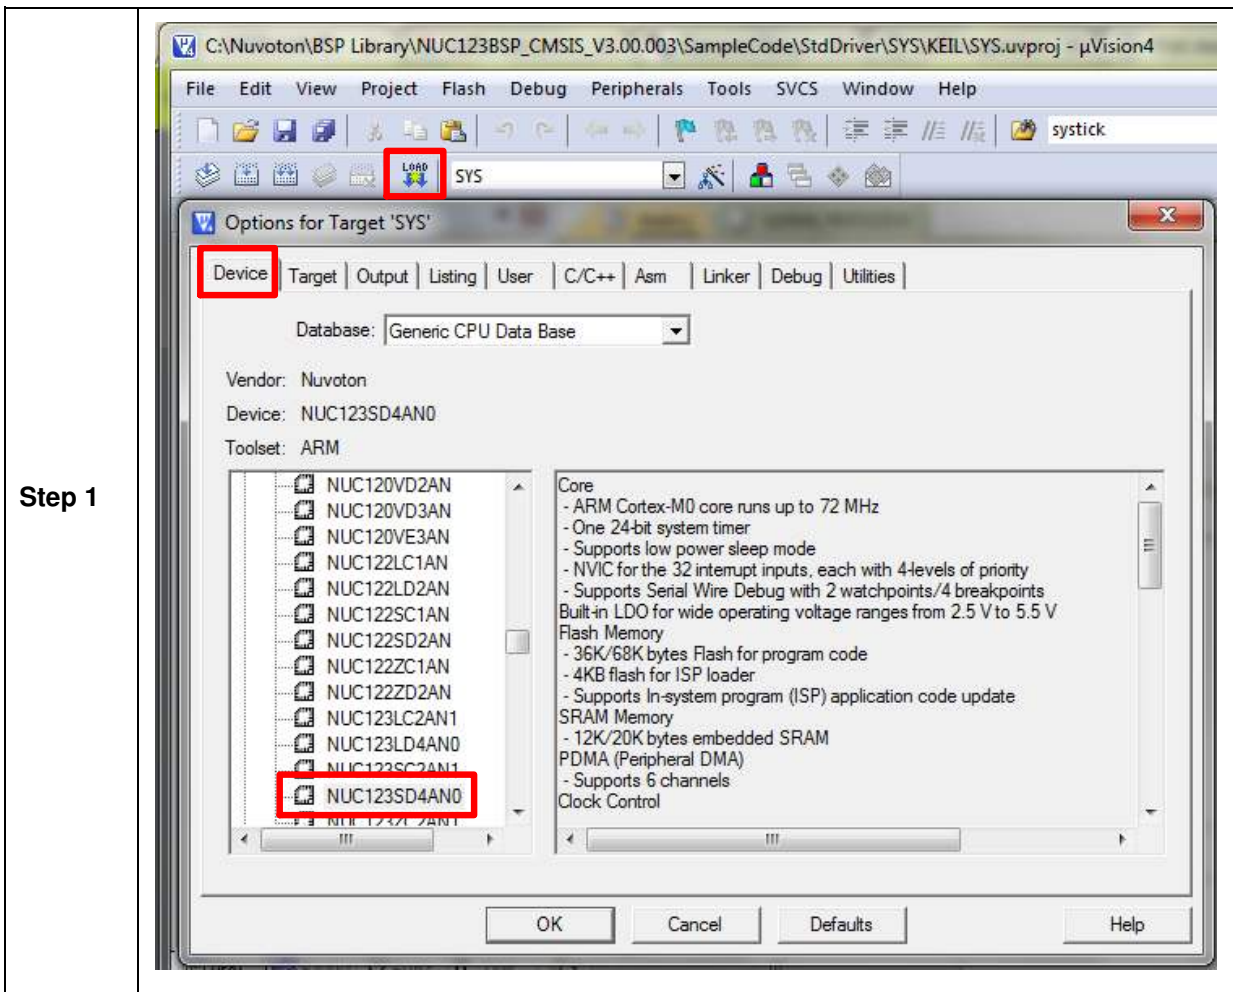 Step 1
C:\Nuvoton\BSP Library\NUC123BSP_CMSIS_V3.00.003\SampleCode\StdDriver\SYS\KEIL\SYS.uvproj - µVision4
File Edit View Project Flash Debug Peripherals Tools SVCS Window Help
systick
LOAD SYS
Options for Target 'SYS'
Device Target Output Listing User C/C++ Asm Linker Debug Utilities
Database: Generic CPU Data Base
Vendor: Nuvoton
Device: NUC123SD4AN0
Toolset: ARM
NUC120VD2AN
NUC120VD3AN
NUC120VE3AN
NUC122LC1AN
NUC122LD2AN
NUC122SC1AN
NUC122SD2AN
NUC122ZC1AN
NUC122ZD2AN
NUC123LC2AN1
NUC123LD4AN0
NUC123SC2AN1
NUC123SD4AN0
NUC123ZC2AN1
Core
- ARM Cortex-M0 core runs up to 72 MHz
- One 24-bit system timer
- Supports low power sleep mode
- NVIC for the 32 interrupt inputs, each with 4-levels of priority
- Supports Serial Wire Debug with 2 watchpoints/4 breakpoints
Built-in LDO for wide operating voltage ranges from 2.5 V to 5.5 V
Flash Memory
- 36K/68K bytes Flash for program code
- 4KB flash for ISP loader
- Supports In-system program (ISP) application code update
SRAM Memory
- 12K/20K bytes embedded SRAM
PDMA (Peripheral DMA)
- Supports 6 channels
Clock Control
OK Cancel Defaults Help